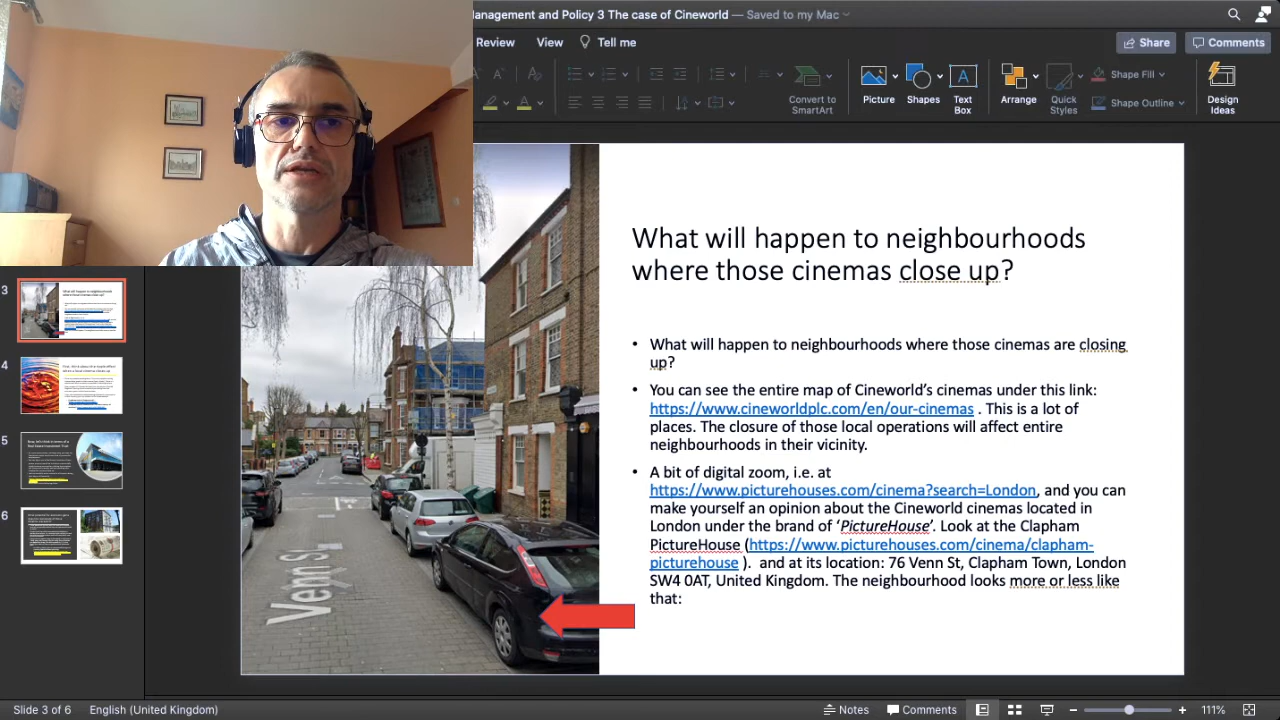 Management and Policy 3 The case of Cineworld — Saved to my Mac
Review View Tell me
Share Comments
Convert to SmartArt
Picture Shapes Text Box Arrange Quick Styles Shape Fill Shape Outline Design Ideas
What will happen to neighbourhoods
where those cinemas close up?
• What will happen to neighbourhoods where those cinemas are closing
up?
• You can see the entire map of Cineworld's cinemas under this link:
https://www.cineworldplc.com/en/our-cinemas . This is a lot of
places. The closure of those local operations will affect entire
neighbourhoods in their vicinity.
• A bit of digital zoom, i.e. at
https://www.picturehouses.com/cinema?search=London, and you can
make yourself an opinion about the Cineworld cinemas located in
London under the brand of 'PictureHouse'. Look at the Clapham
PictureHouse (https://www.picturehouses.com/cinema/clapham-
picturehouse ). and at its location: 76 Venn St, Clapham Town, London
SW4 0AT, United Kingdom. The neighbourhood looks more or less like
that:
Venn St
3
4
5
6
Slide 3 of 6 English (United Kingdom) Notes Comments 111%